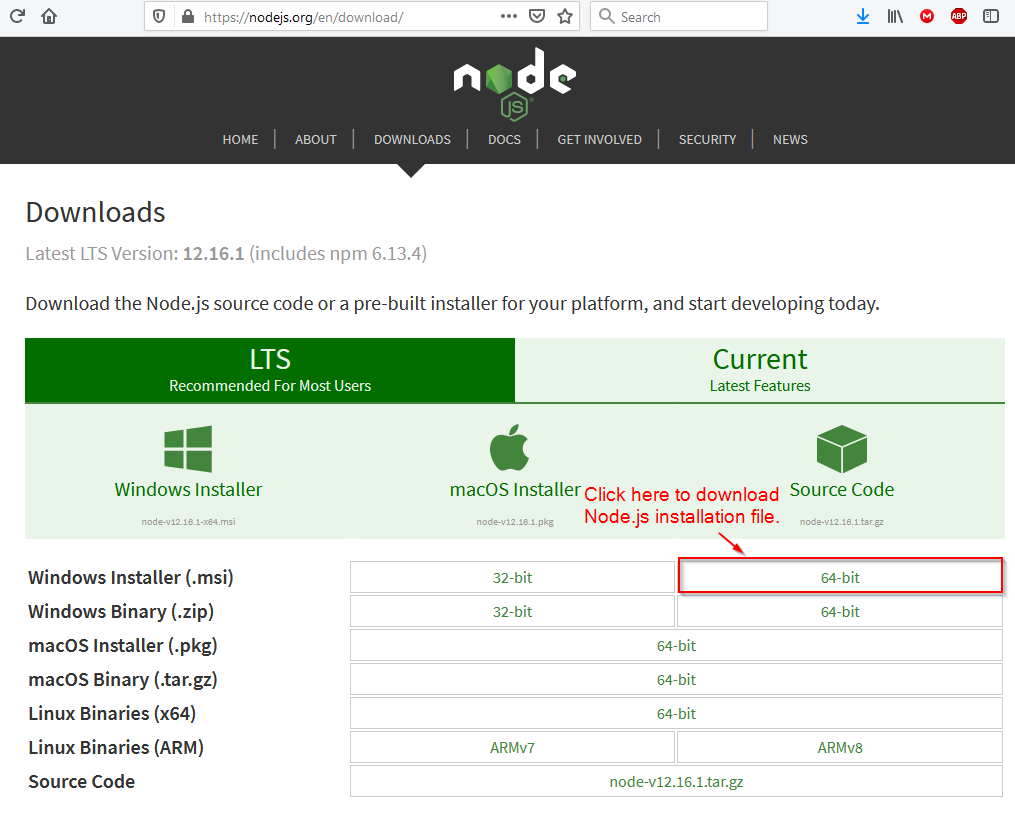 https://nodejs.org/en/download/
Search
ABP
node
JS
HOME
ABOUT
DOWNLOADS
DOCS
GET INVOLVED
SECURITY
NEWS
Downloads
Latest LTS Version: 12.16.1 (includes npm 6.13.4)
Download the Node.js source code or a pre-built installer for your platform, and start developing today.
LTS
Recommended For Most Users
Current
Latest Features
Windows Installer
node-v12.16.1-x64.msi
macOS Installer
node-v12.16.1.pkg
Source Code
node-v12.16.1.tar.gz
Click here to download
Node.js installation file.
Windows Installer (.msi) 32-bit 64-bit
Windows Binary (.zip) 32-bit 64-bit
macOS Installer (.pkg) 64-bit
macOS Binary (.tar.gz) 64-bit
Linux Binaries (x64) 64-bit
Linux Binaries (ARM) ARMv7 ARMv8
Source Code node-v12.16.1.tar.gz